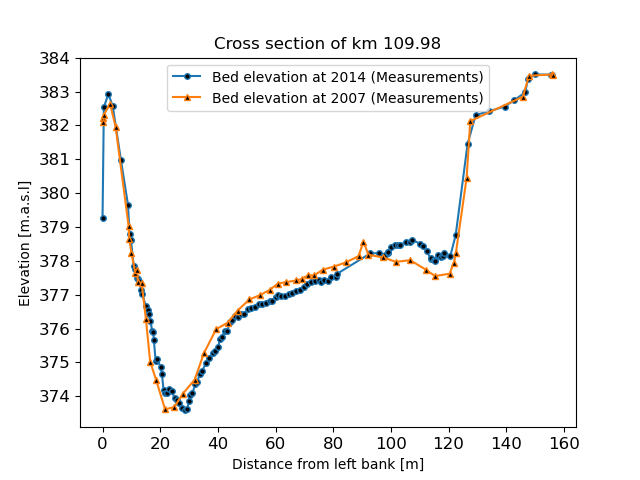 Cross section of km 109.98
Bed elevation at 2014 (Measurements)
Bed elevation at 2007 (Measurements)
Elevation [m.a.s.l]
384
383
382
381
380
379
378
377
376
375
374
0 20 40 60 80 100 120 140 160
Distance from left bank [m]